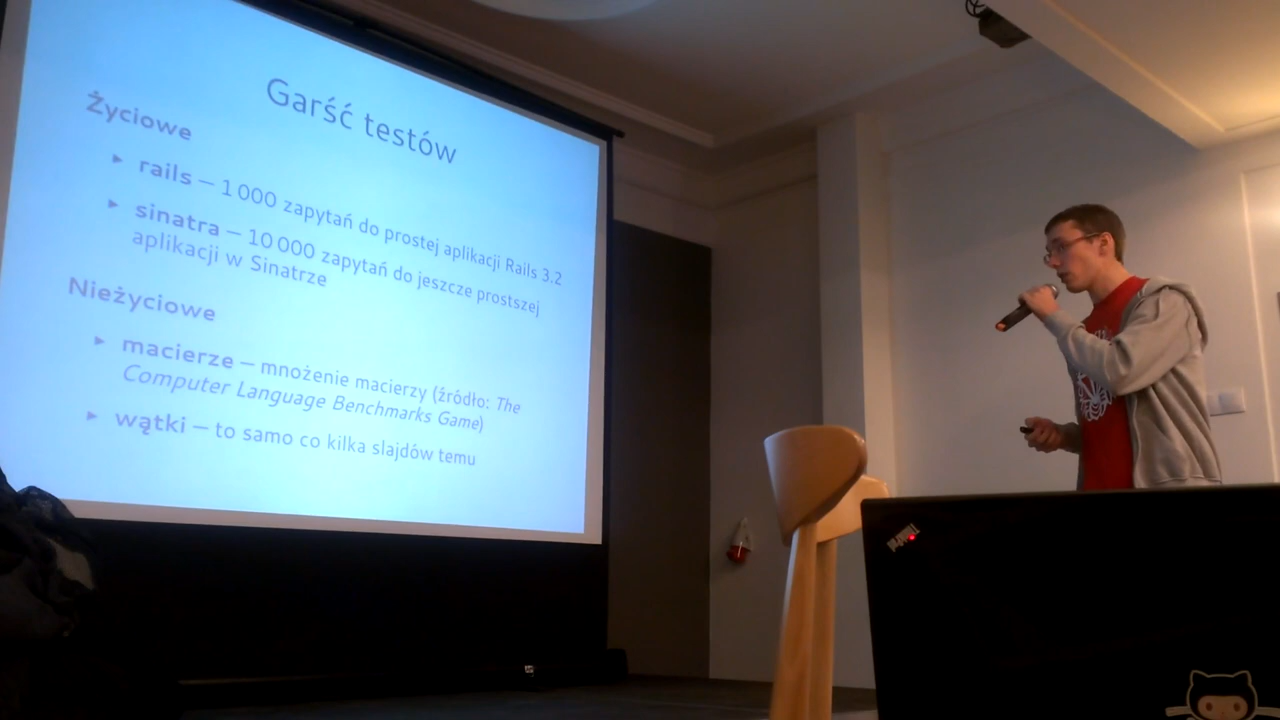 Garść testów
Życiowe
▸ rails – 1 000 zapytań do prostej aplikacji Rails 3.2
▸ sinatra – 10 000 zapytań do jeszcze prostszej
aplikacji w Sinatrze
Nieżyciowe
▸ macierze – mnożenie macierzy (źródło: The
Computer Language Benchmarks Game)
▸ wątki – to samo co kilka slajdów temu